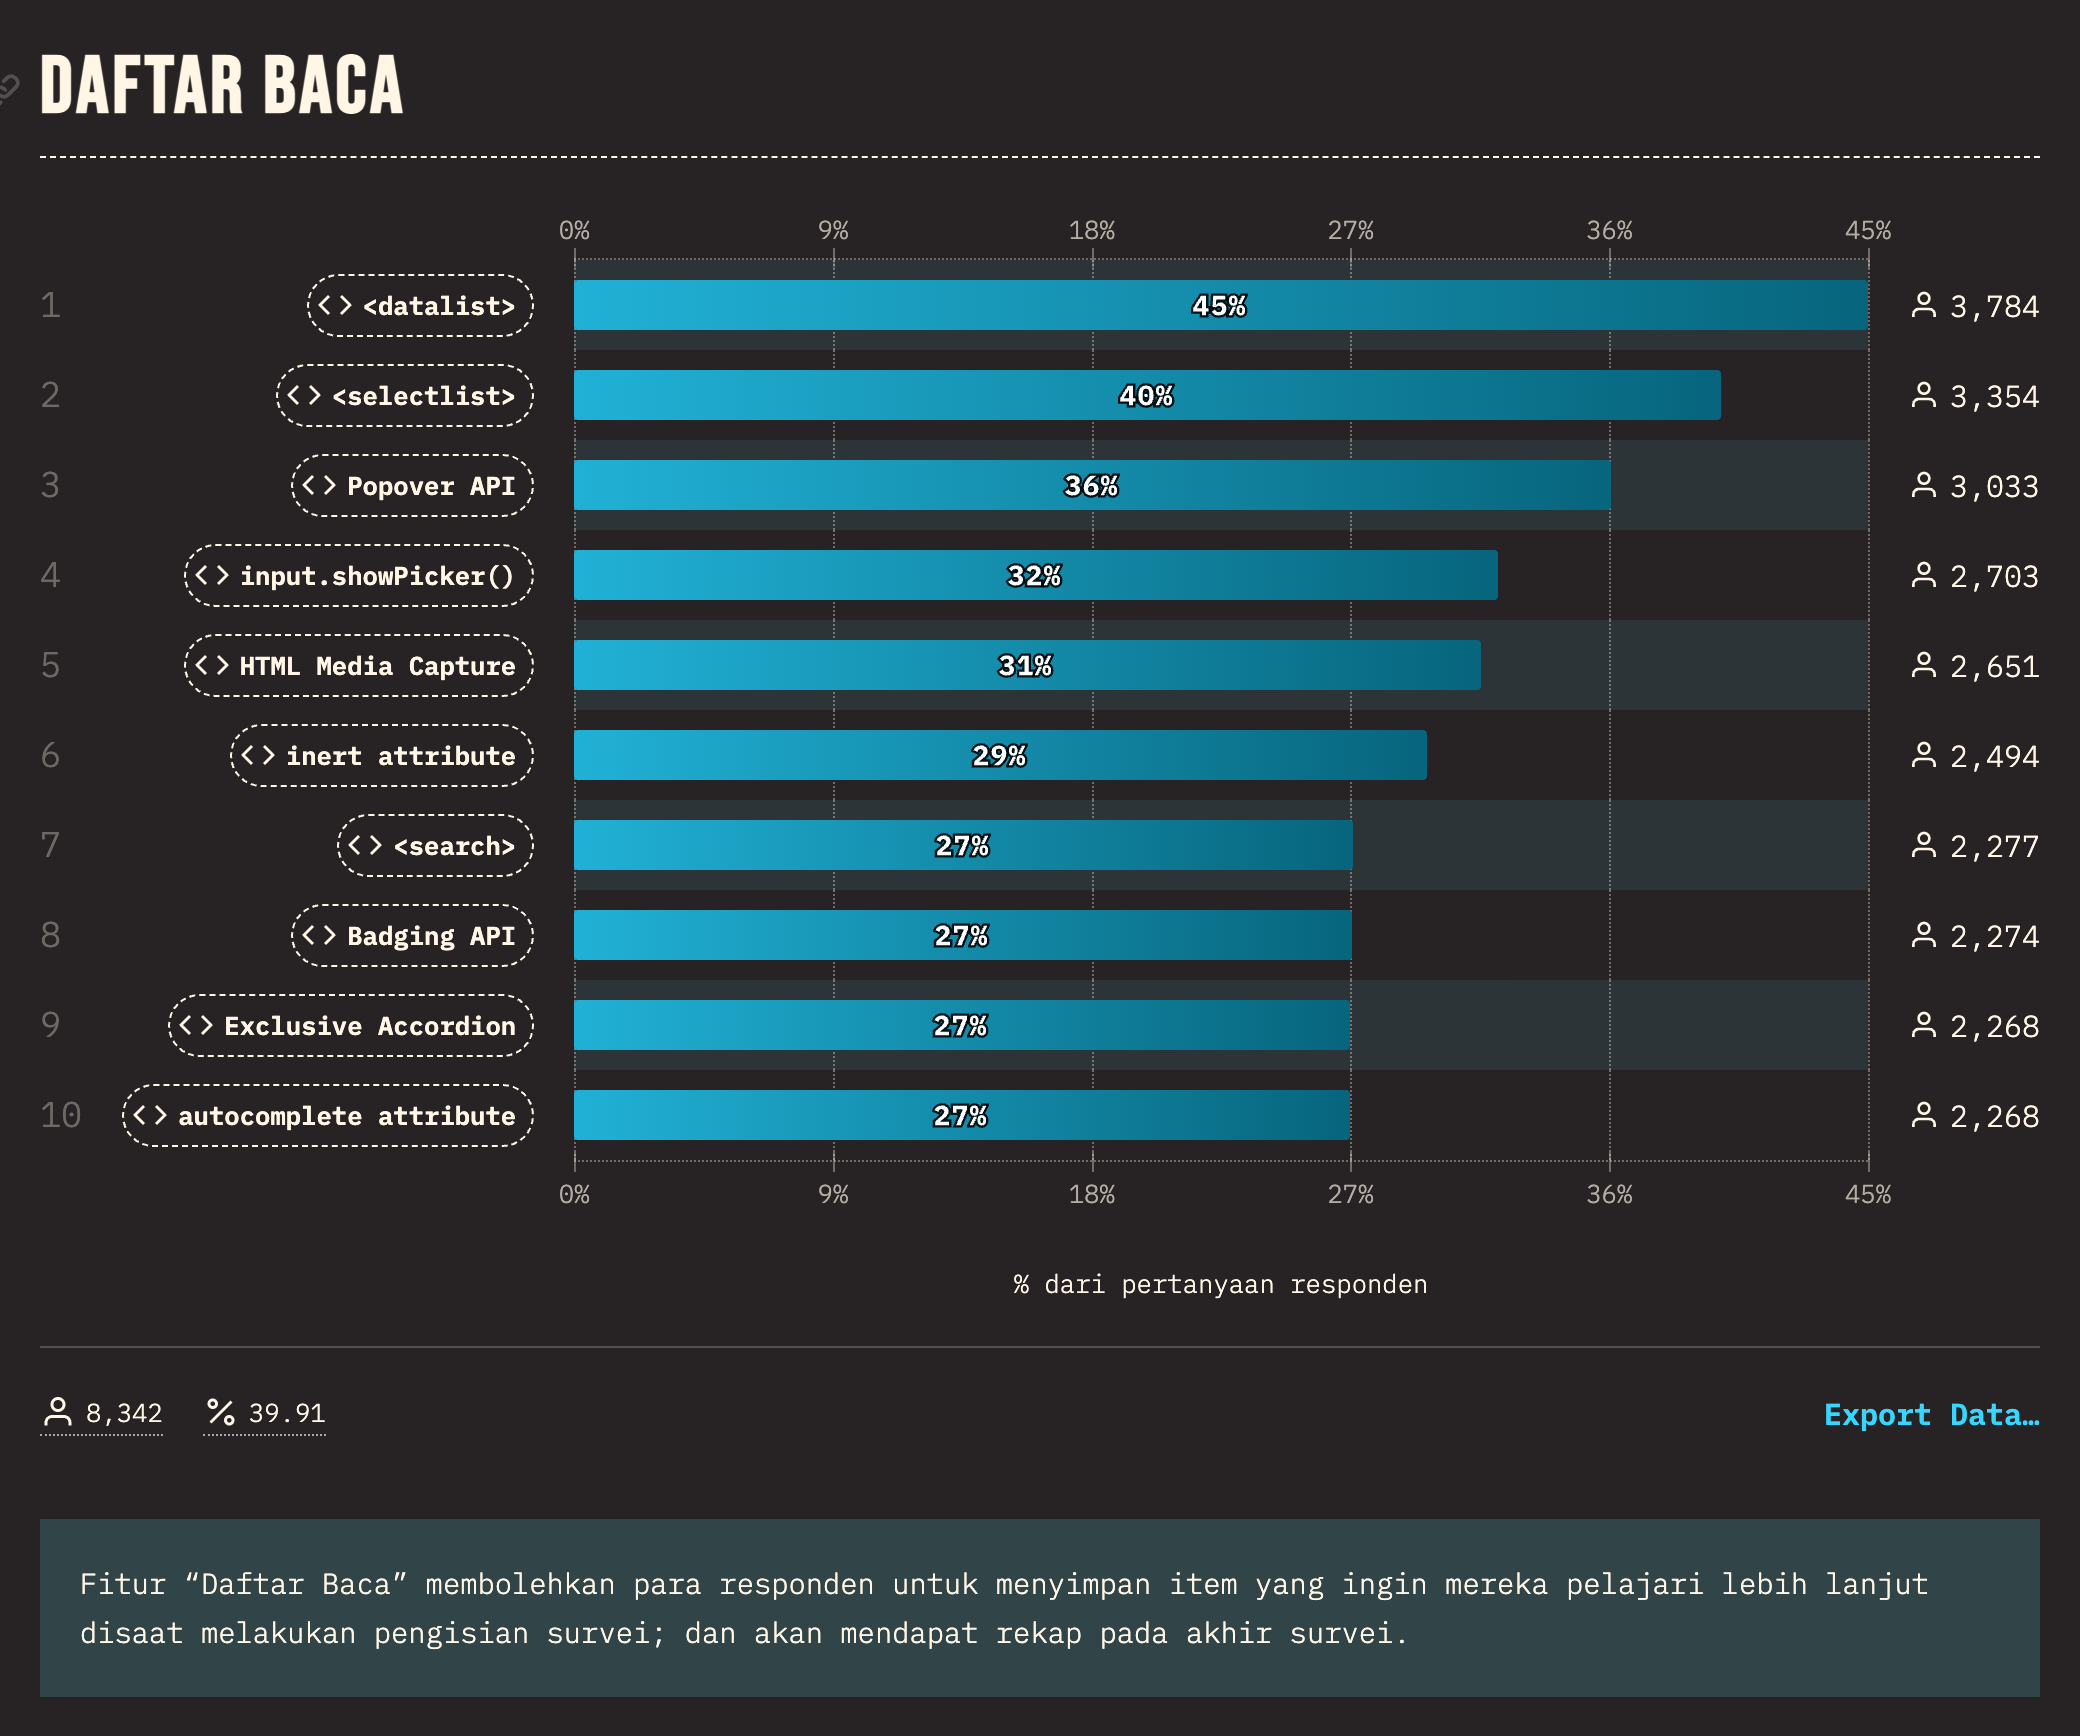 DAFTAR BACA
0% 9% 18% 27% 36% 45%
1 <> <datalist> 45% 3,784
2 <> <selectlist> 40% 3,354
3 <> Popover API 36% 3,033
4 <> input.showPicker() 32% 2,703
5 <> HTML Media Capture 31% 2,651
6 <> inert attribute 29% 2,494
7 <> <search> 27% 2,277
8 <> Badging API 27% 2,274
9 <> Exclusive Accordion 27% 2,268
10 <> autocomplete attribute 27% 2,268
0% 9% 18% 27% 36% 45%
% dari pertanyaan responden
8,342 % 39.91 Export Data…
Fitur “Daftar Baca” membolehkan para responden untuk menyimpan item yang ingin mereka pelajari lebih lanjut
disaat melakukan pengisian survei; dan akan mendapat rekap pada akhir survei.